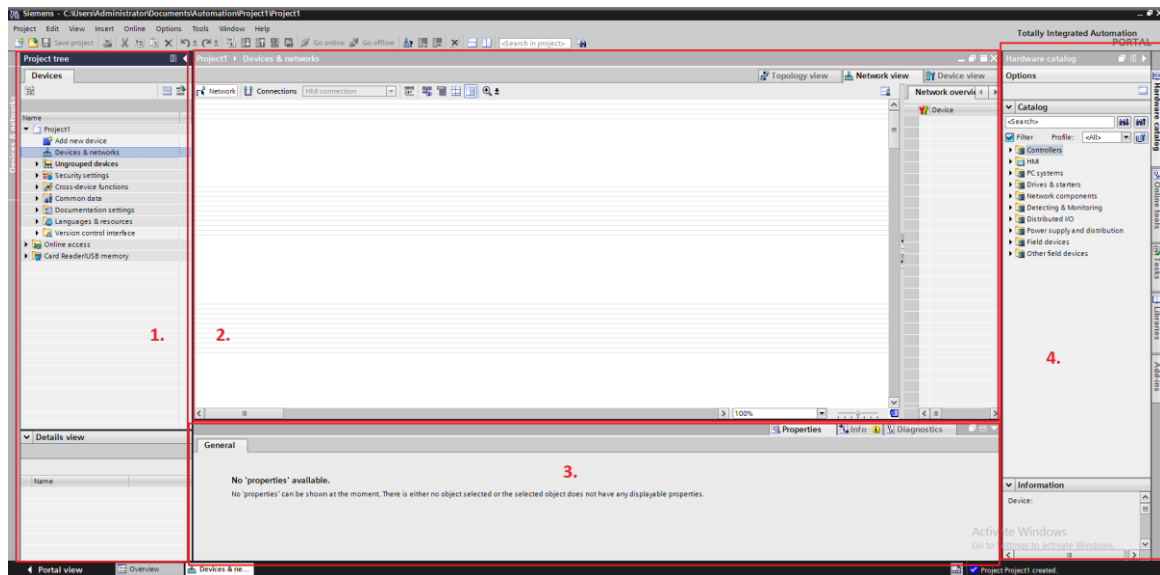 Siemens - C:\Users\Administrator\Documents\Automation\Project1\Project1
Project Edit View Insert Online Options Tools Window Help
Save project Go online Go offline <Search in project>
Totally Integrated Automation
PORTAL
Project tree
Devices
Name
Project1
Add new device
Devices & networks
Ungrouped devices
Security settings
Cross-device functions
Common data
Documentation settings
Languages & resources
Version control interface
Online access
Card Reader/USB memory
1.
Details view
Name
Devices & networks
Project1 Devices & networks
Topology view Network view Device view
Network Connections HMI connection
Network overvi
Device
2.
100%
Properties Info Diagnostics
General
3.
No 'properties' available.
No 'properties' can be shown at the moment. There is either no object selected or the selected object does not have any displayable properties.
Hardware catalog
Options
Catalog
<Search>
Filter Profile: <All>
Controllers
HMI
PC systems
Drives & starters
Network components
Detecting & Monitoring
Distributed I/O
Power supply and distribution
Field devices
Other field devices
4.
Information
Device:
Hardware catalog
Online tools
Tasks
Libraries
Add-ins
Activate Windows
Go to Settings to activate Windows.
Portal view Overview Devices & ne...
Project Project1 created.